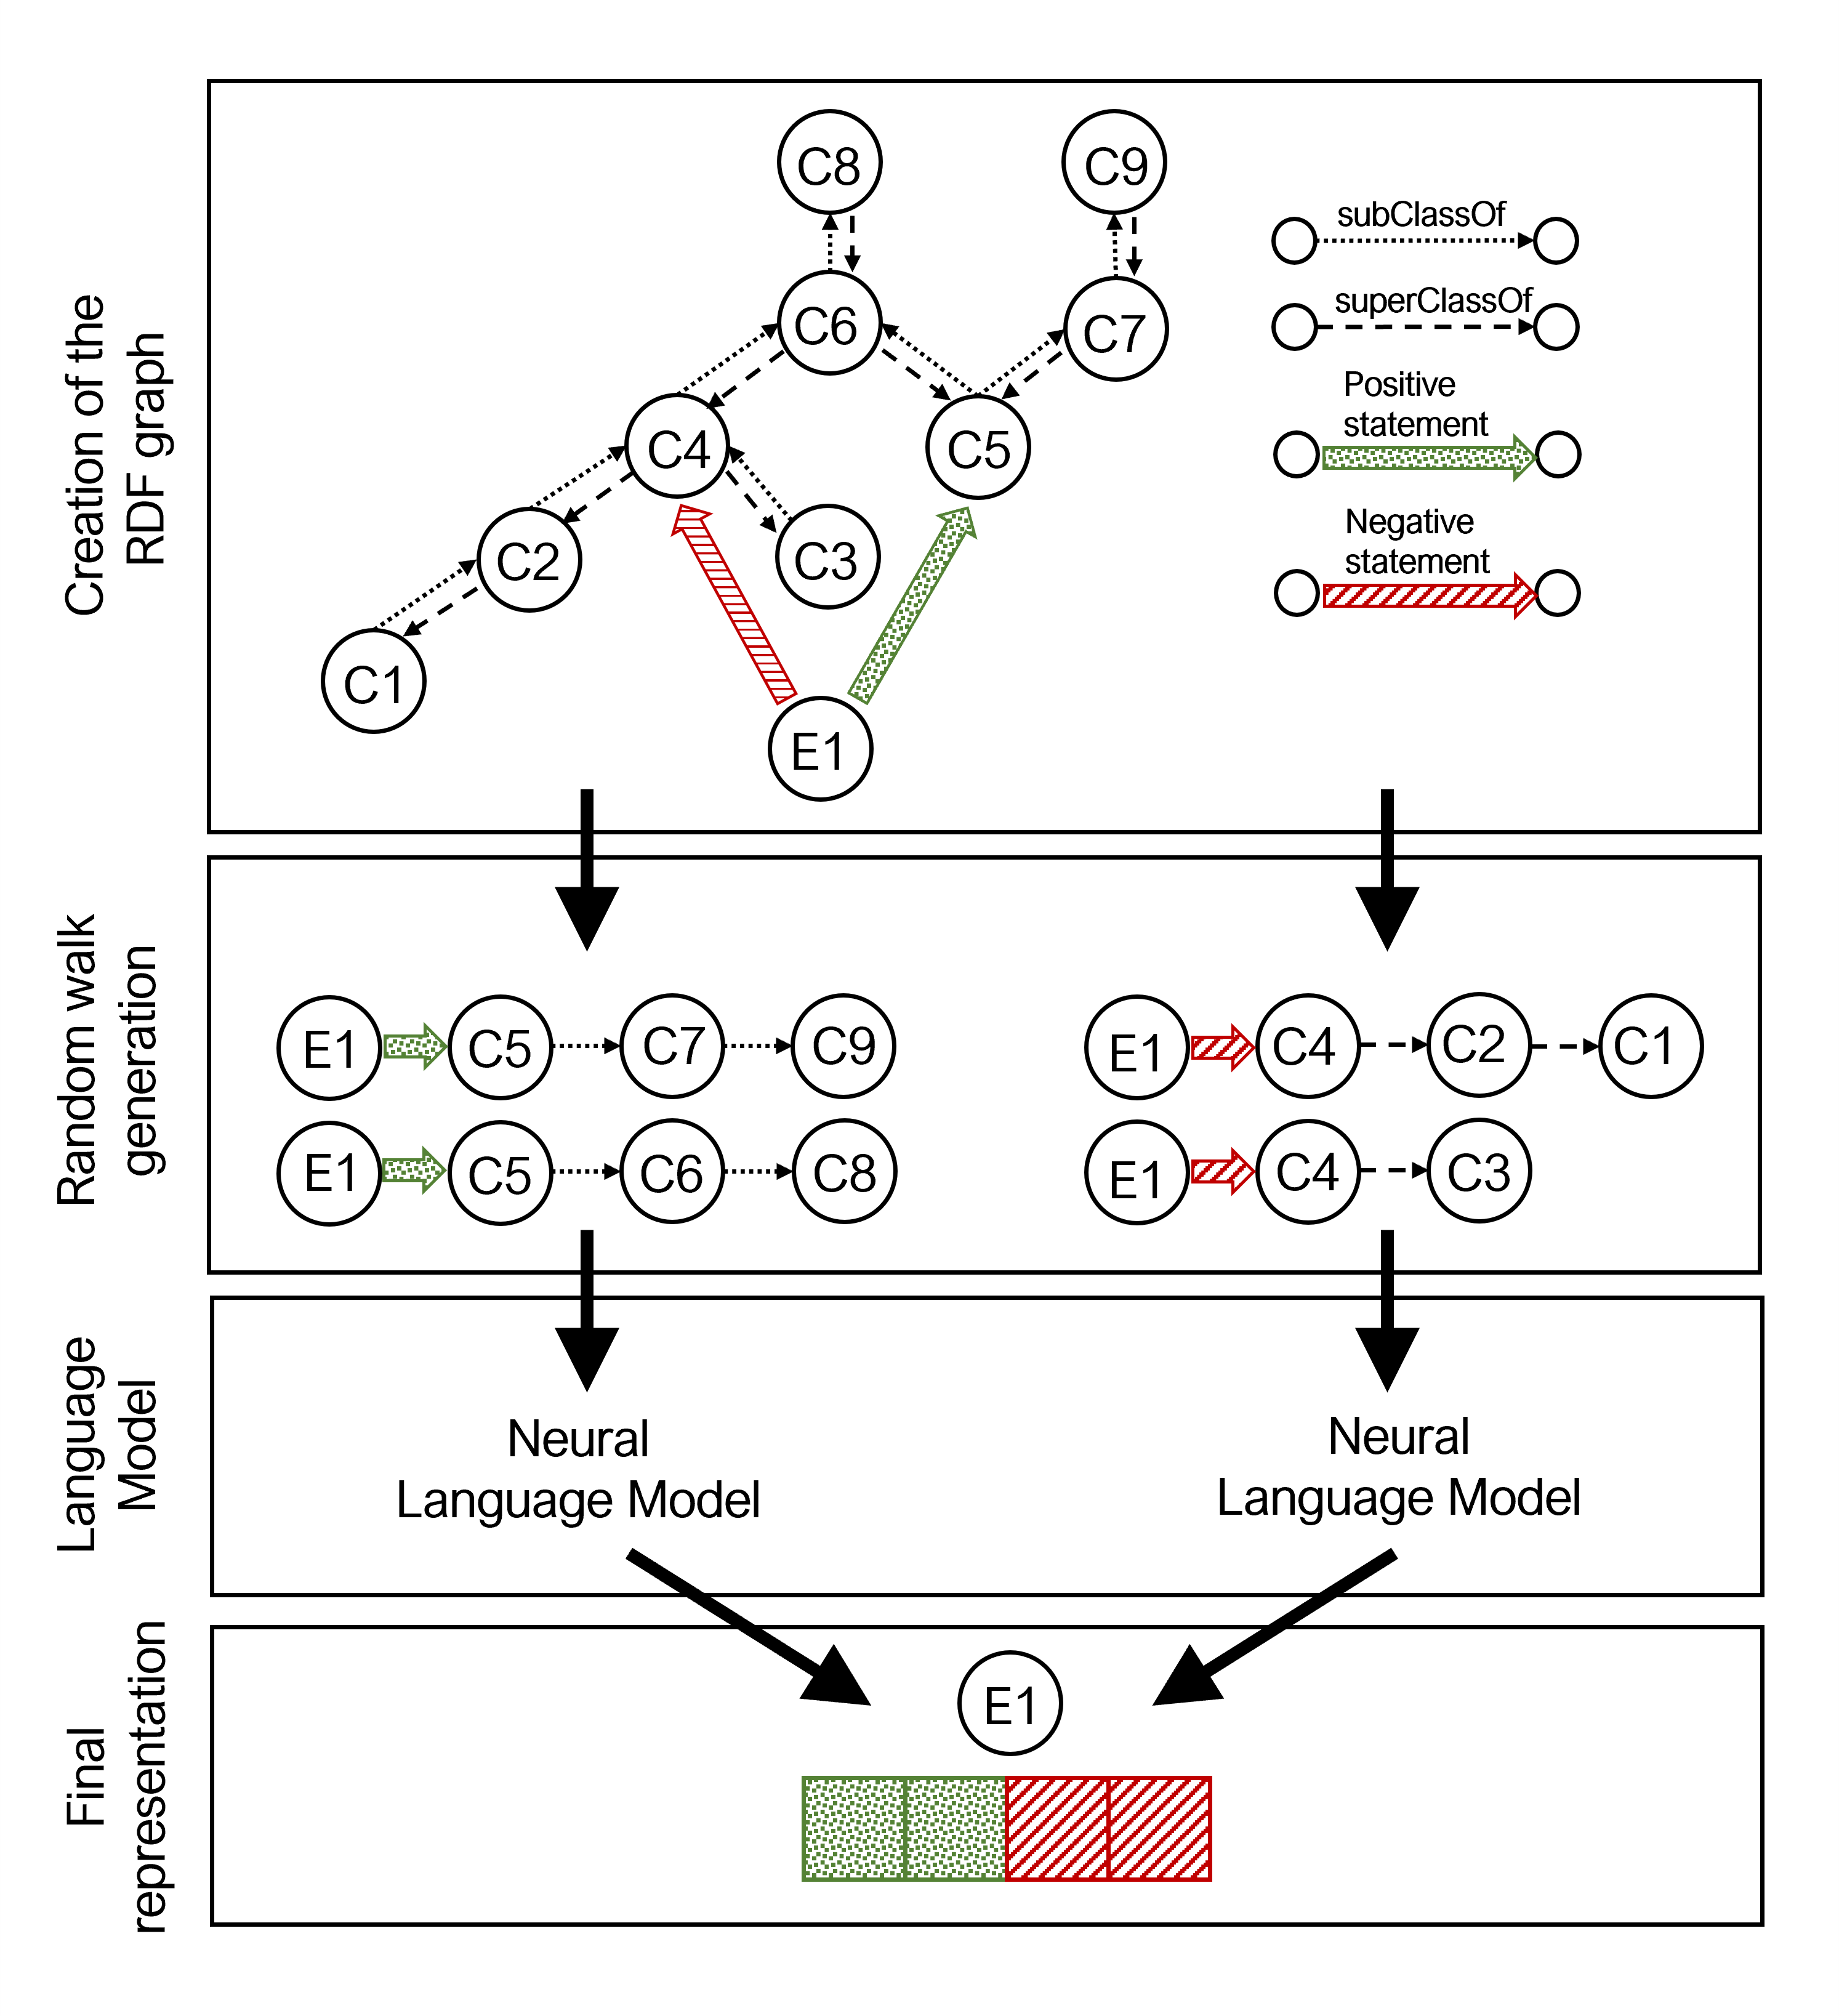 Creation of the
RDF graph
C8
C9
C6
C7
C4
C5
C2
C3
C1
E1
subClassOf
superClassOf
Positive
statement
Negative
statement
Random walk
generation
E1 C5 C7 C9
E1 C5 C6 C8
E1 C4 C2 C1
E1 C4 C3
Language
Model
Neural
Language Model
Neural
Language Model
Final
representation
E1